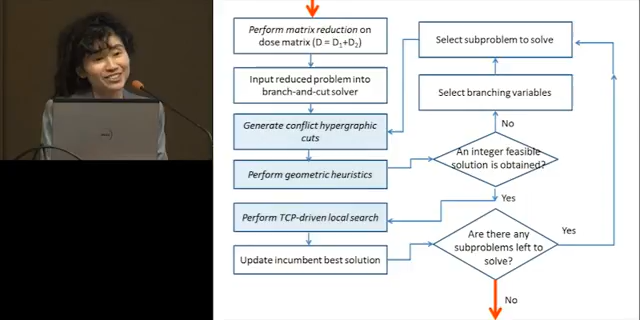 Perform matrix reduction on
dose matrix (D = D₁+D₂)
Input reduced problem into
branch-and-cut solver
Generate conflict hypergraphic
cuts
Perform geometric heuristics
Perform TCP-driven local search
Update incumbent best solution
Select subproblem to solve
Select branching variables
No
An integer feasible
solution is obtained?
Yes
Are there any
subproblems left to
solve?
Yes
No
DELL